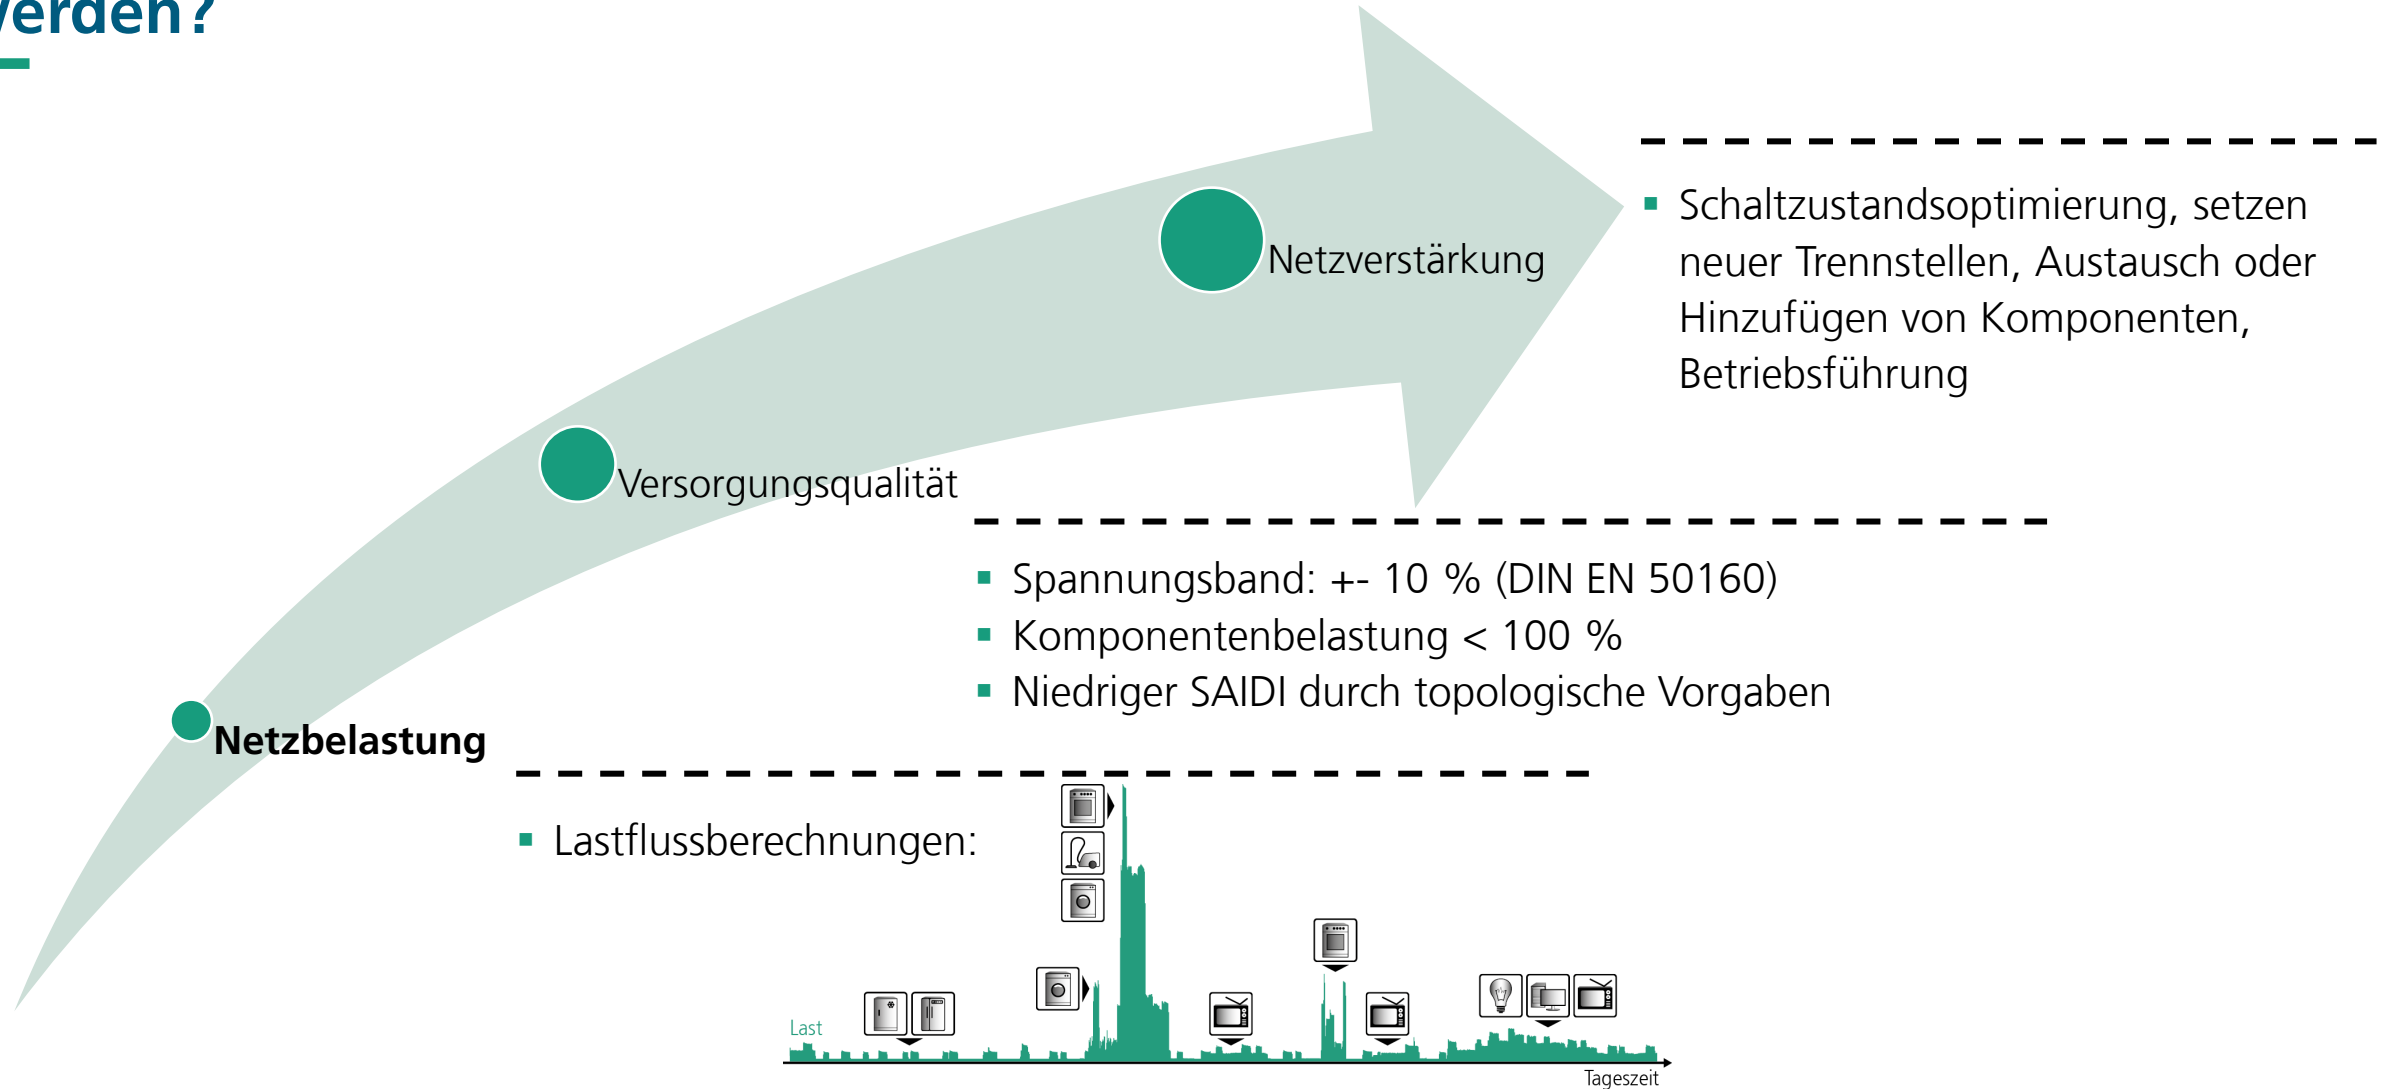 werden?
Schaltzustandsoptimierung, setzen
neuer Trennstellen, Austausch oder
Hinzufügen von Komponenten,
Betriebsführung
Netzverstärkung
Versorgungsqualität
Spannungsband: +- 10 % (DIN EN 50160)
Komponentenbelastung < 100 %
Niedriger SAIDI durch topologische Vorgaben
Netzbelastung
Lastflussberechnungen:
Last
Tageszeit